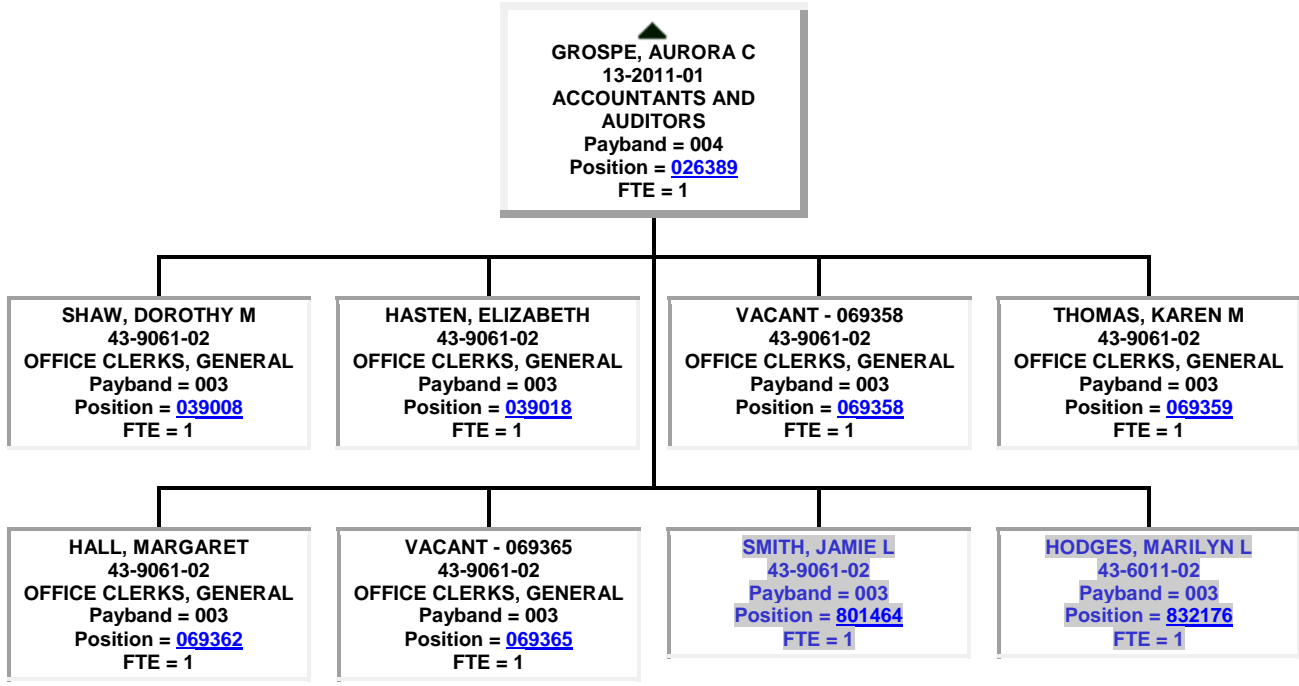 GROSPE, AURORA C
13-2011-01
ACCOUNTANTS AND
AUDITORS
Payband = 004
Position = 026389
FTE = 1
SHAW, DOROTHY M
43-9061-02
OFFICE CLERKS, GENERAL
Payband = 003
Position = 039008
FTE = 1
HASTEN, ELIZABETH
43-9061-02
OFFICE CLERKS, GENERAL
Payband = 003
Position = 039018
FTE = 1
VACANT - 069358
43-9061-02
OFFICE CLERKS, GENERAL
Payband = 003
Position = 069358
FTE = 1
THOMAS, KAREN M
43-9061-02
OFFICE CLERKS, GENERAL
Payband = 003
Position = 069359
FTE = 1
HALL, MARGARET
43-9061-02
OFFICE CLERKS, GENERAL
Payband = 003
Position = 069362
FTE = 1
VACANT - 069365
43-9061-02
OFFICE CLERKS, GENERAL
Payband = 003
Position = 069365
FTE = 1
SMITH, JAMIE L
43-9061-02
Payband = 003
Position = 801464
FTE = 1
HODGES, MARILYN L
43-6011-02
Payband = 003
Position = 832176
FTE = 1